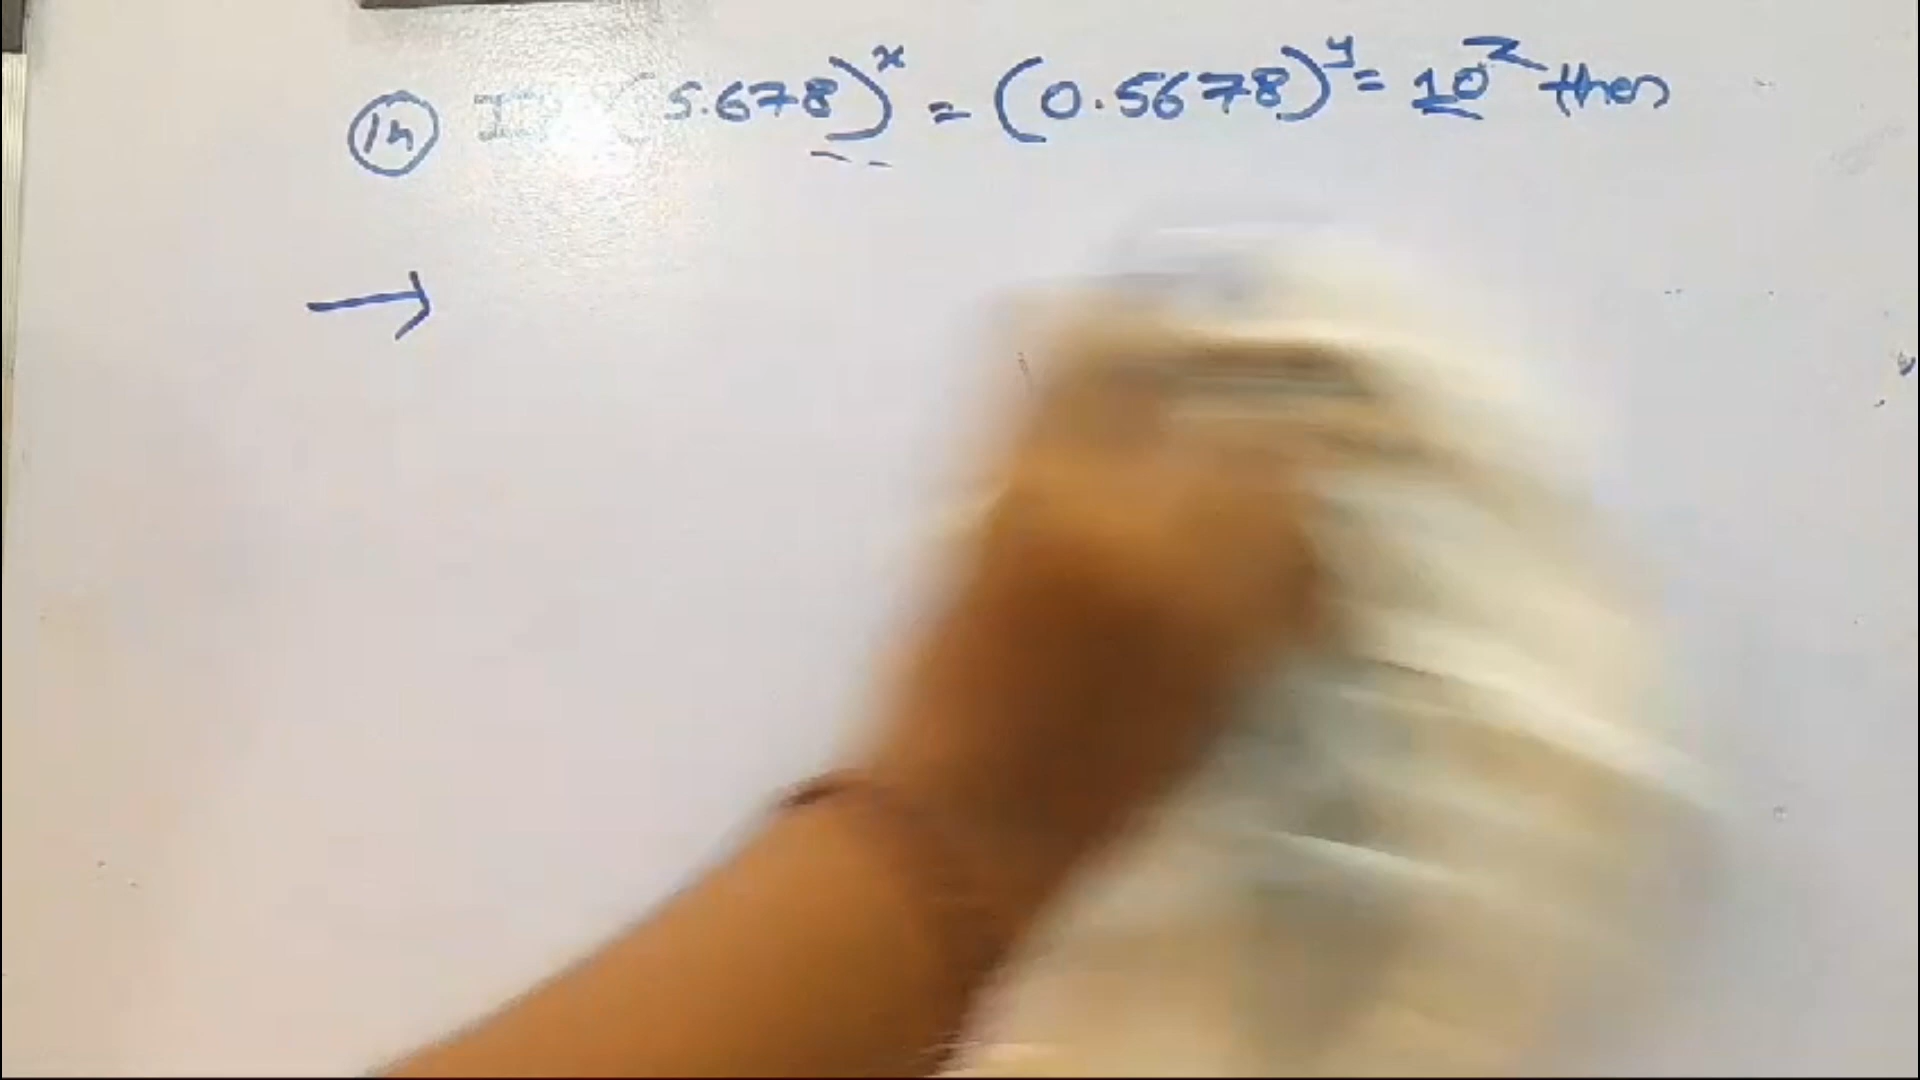 (14) If (5.678)^x = (0.5678)^y = 10^z then